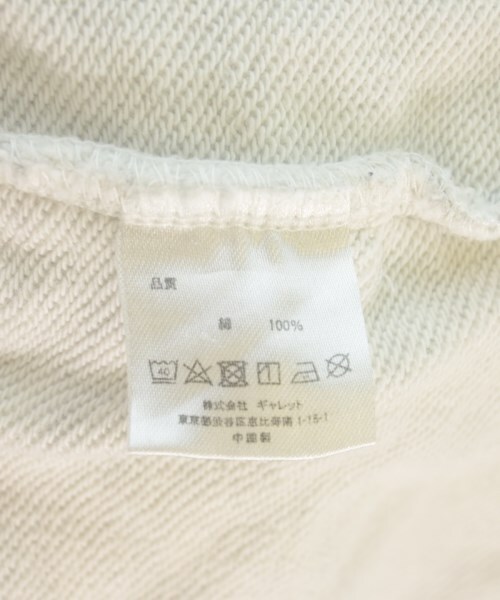 品質
綿 100%
40
株式会社 ギャレット
東京都渋谷区恵比寿南 1-15-1
中国製